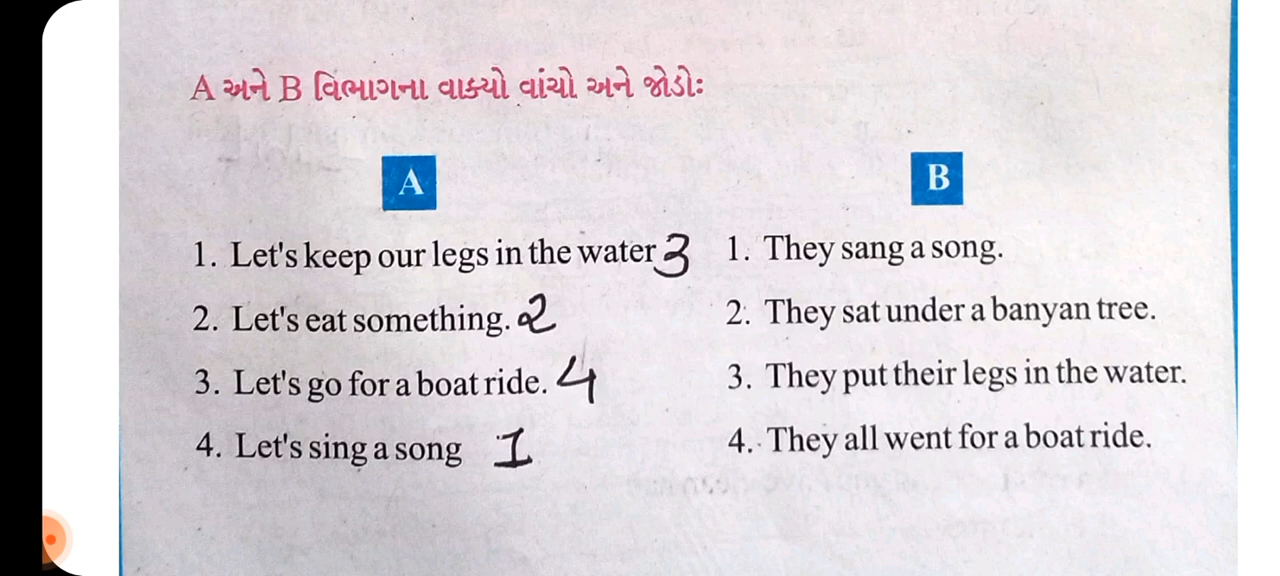 A અને B વિભાગના વાક્યો વાંચો અને જોડોઃ
A
B
1. Let's keep our legs in the water 3
1. They sang a song.
2. Let's eat something. 2
2. They sat under a banyan tree.
3. Let's go for a boat ride. 4
3. They put their legs in the water.
4. Let's sing a song 1
4. They all went for a boat ride.